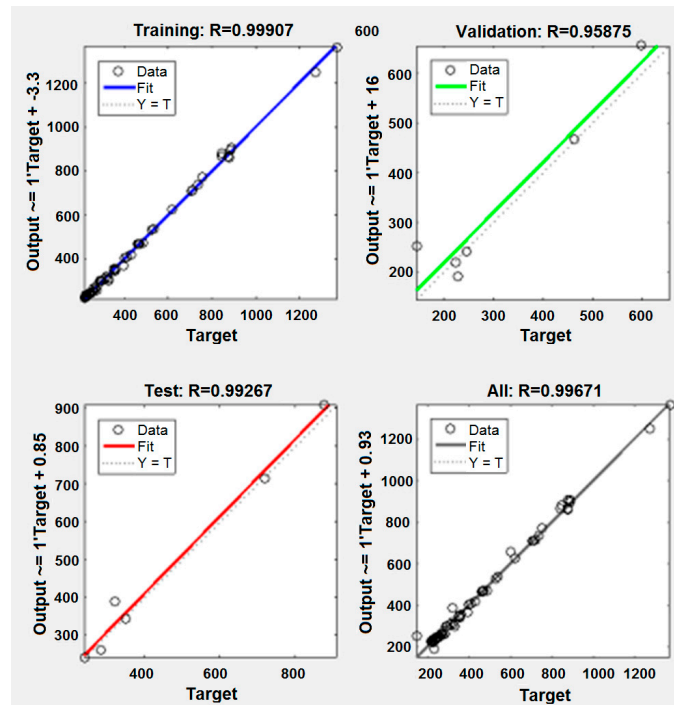 Training: R=0.99907
Output ~= 1'Target + -3.3
Data
Fit
Y = T
1200
1000
800
600
400
400 600 800 1000 1200
Target
600
Validation: R=0.95875
Output ~= 1'Target + 16
Data
Fit
Y = T
600
500
400
300
200
200 300 400 500 600
Target
Test: R=0.99267
Output ~= 1'Target + 0.85
Data
Fit
Y = T
900
800
700
600
500
400
300
400 600 800
Target
All: R=0.99671
Output ~= 1'Target + 0.93
Data
Fit
Y = T
1200
1000
800
600
400
200
200 400 600 800 1000 1200
Target